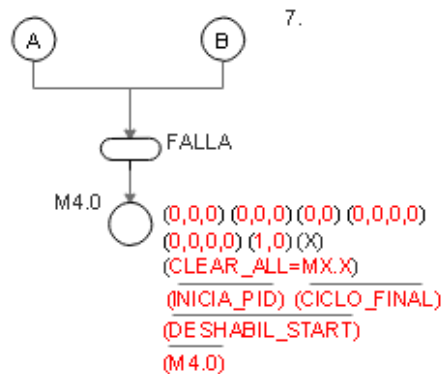 7.
A
B
FALLA
M4.0
(0,0,0) (0,0,0) (0,0) (0,0,0,0)
(0,0,0,0) (1,0) (X)
(CLEAR_ALL=MX.X)
(INICIA_PID) (CICLO_FINAL)
(DESHABIL_START)
(M4.0)